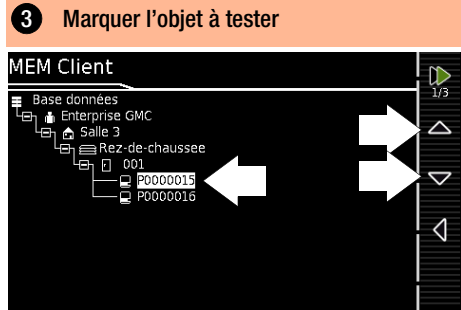 3 Marquer l'objet à tester
MEM Client
1/3
Base données
Enterprise GMC
Salle 3
Rez-de-chaussee
001
P0000015
P0000016